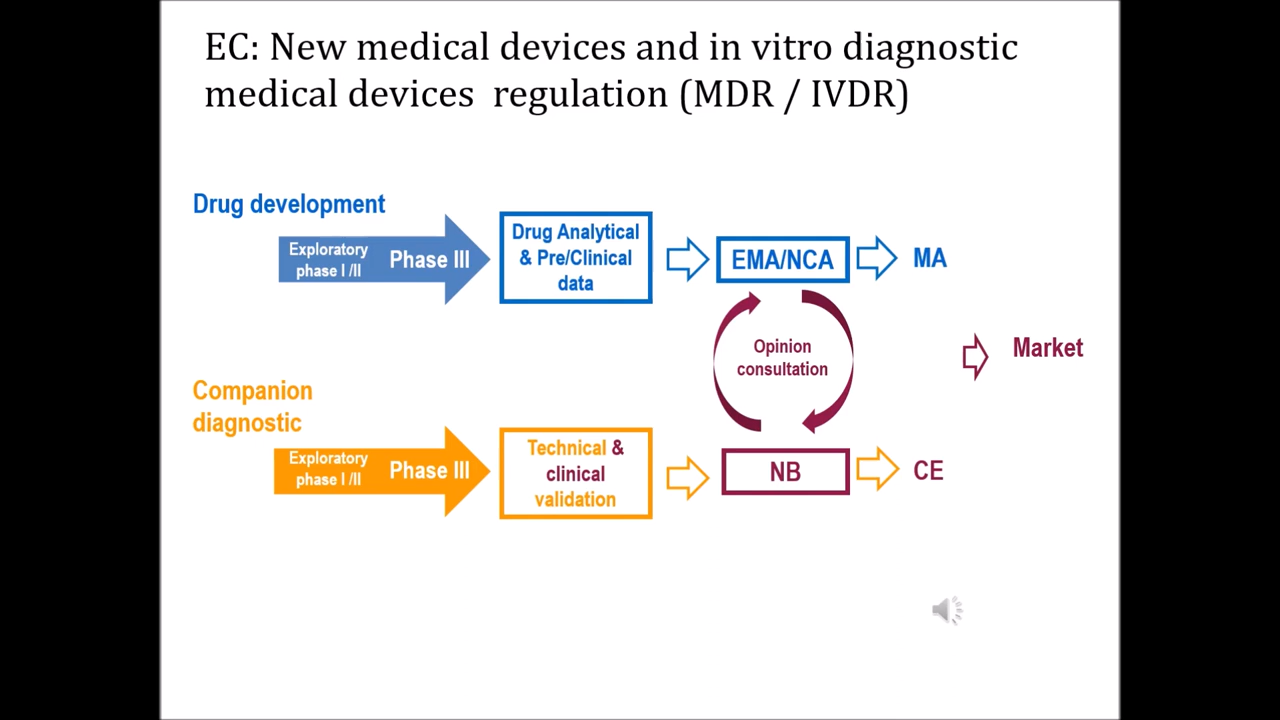 EC: New medical devices and in vitro diagnostic
medical devices regulation (MDR / IVDR)
Drug development
Exploratory
phase I /II
Phase III
Drug Analytical
& Pre/Clinical
data
EMA/NCA
MA
Opinion
consultation
Market
Companion
diagnostic
Exploratory
phase I /II
Phase III
Technical &
clinical
validation
NB
CE